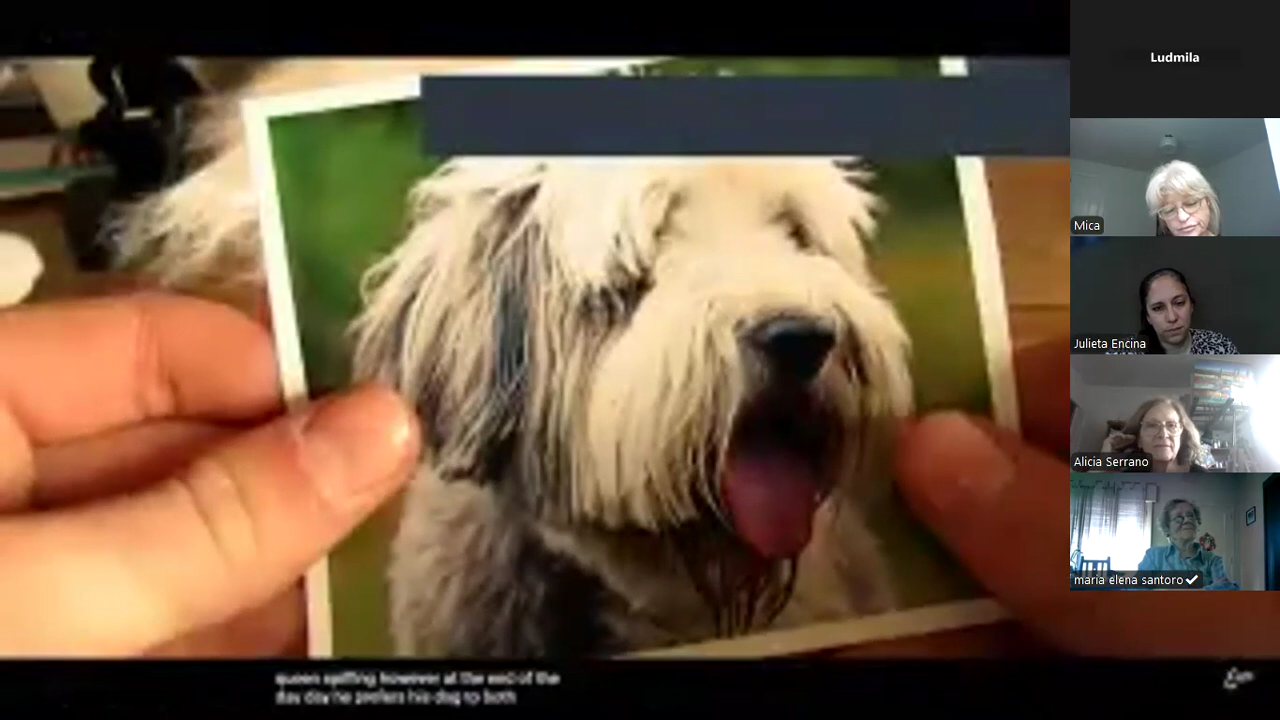 Ludmila
Mica
Julieta Encina
Alicia Serrano
maria elena santoro
queen spitting however at the end of the
day day he prefers his dog to both